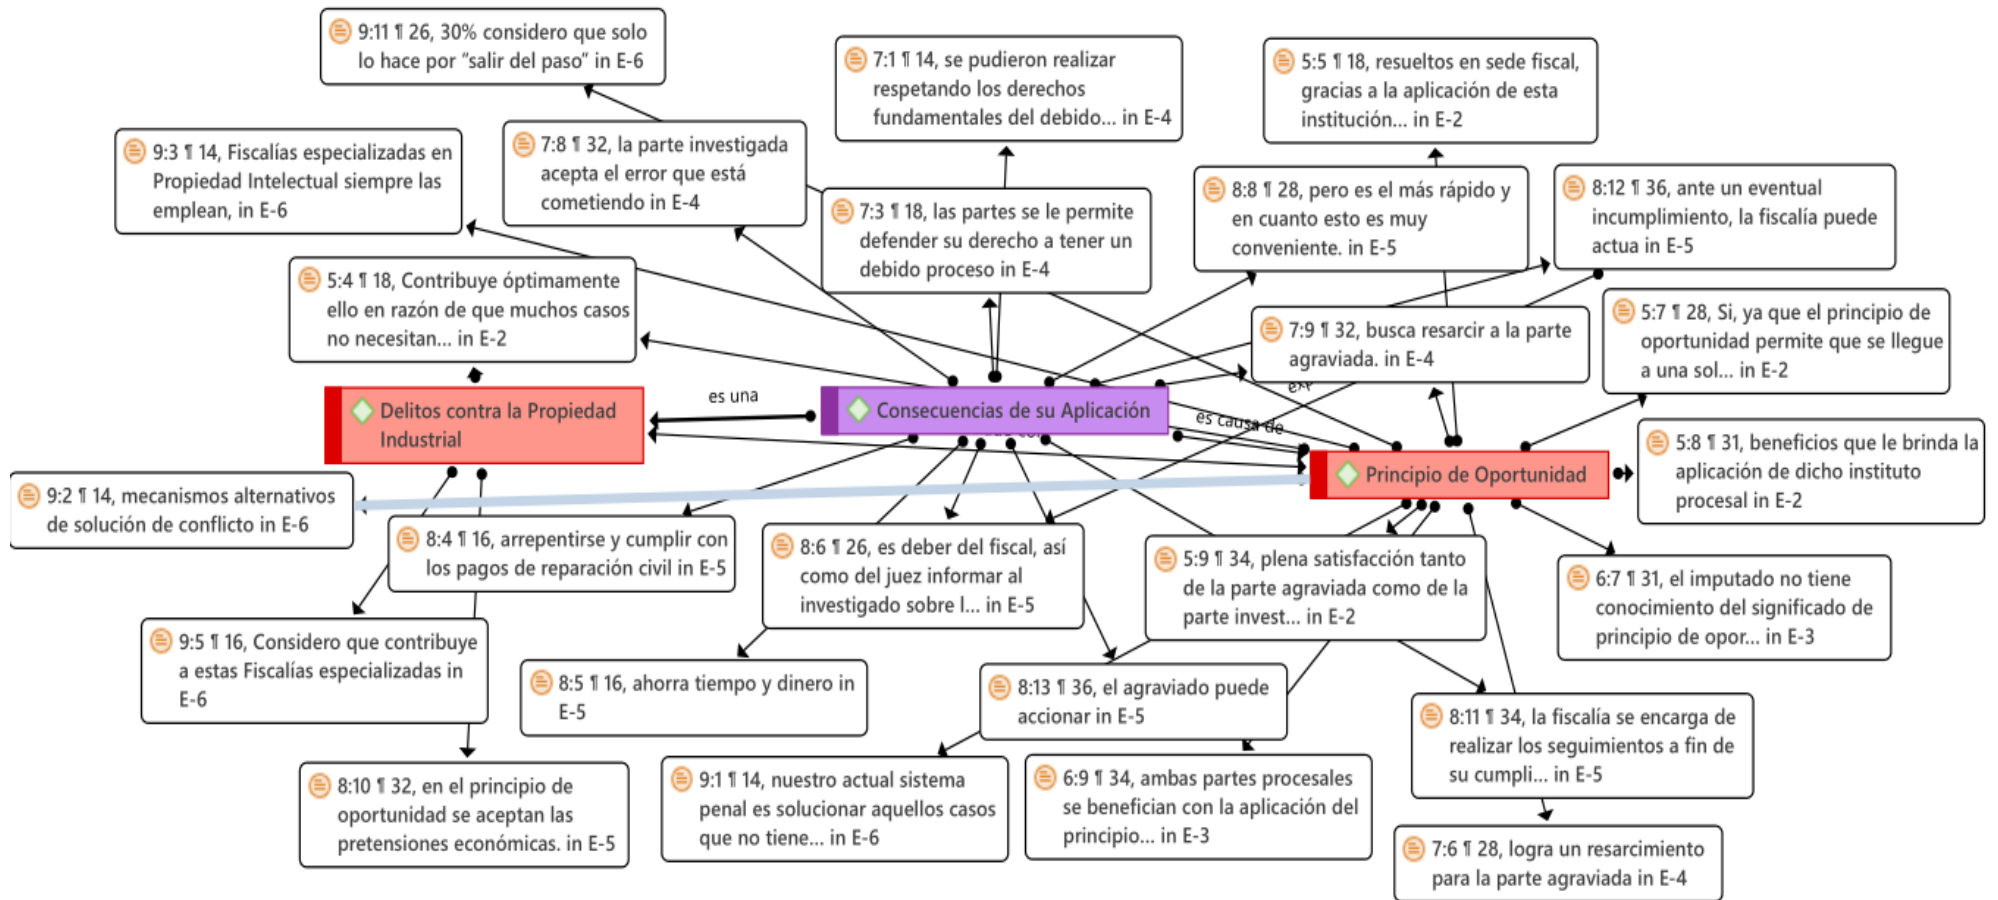 9:11 ¶ 26, 30% considero que solo
lo hace por “salir del paso” in E-6
7:1 ¶ 14, se pudieron realizar
respetando los derechos
fundamentales del debido... in E-4
5:5 ¶ 18, resueltos en sede fiscal,
gracias a la aplicación de esta
institución... in E-2
9:3 ¶ 14, Fiscalías especializadas en
Propiedad Intelectual siempre las
emplean, in E-6
7:8 ¶ 32, la parte investigada
acepta el error que está
cometiendo in E-4
7:3 ¶ 18, las partes se le permite
defender su derecho a tener un
debido proceso in E-4
8:8 ¶ 28, pero es el más rápido y
en cuanto esto es muy
conveniente. in E-5
8:12 ¶ 36, ante un eventual
incumplimiento, la fiscalía puede
actua in E-5
5:4 ¶ 18, Contribuye óptimamente
ello en razón de que muchos casos
no necesitan... in E-2
7:9 ¶ 32, busca resarcir a la parte
agraviada. in E-4
5:7 ¶ 28, Si, ya que el principio de
oportunidad permite que se llegue
a una sol... in E-2
Delitos contra la Propiedad
Industrial
es una
Consecuencias de su Aplicación
es causa de
Principio de Oportunidad
5:8 ¶ 31, beneficios que le brinda la
aplicación de dicho instituto
procesal in E-2
9:2 ¶ 14, mecanismos alternativos
de solución de conflicto in E-6
8:4 ¶ 16, arrepentirse y cumplir con
los pagos de reparación civil in E-5
8:6 ¶ 26, es deber del fiscal, así
como del juez informar al
investigado sobre l... in E-5
5:9 ¶ 34, plena satisfacción tanto
de la parte agraviada como de la
parte invest... in E-2
6:7 ¶ 31, el imputado no tiene
conocimiento del significado de
principio de opor... in E-3
9:5 ¶ 16, Considero que contribuye
a estas Fiscalías especializadas in
E-6
8:5 ¶ 16, ahorra tiempo y dinero in
E-5
8:13 ¶ 36, el agraviado puede
accionar in E-5
8:11 ¶ 34, la fiscalía se encarga de
realizar los seguimientos a fin de
su cumpli... in E-5
8:10 ¶ 32, en el principio de
oportunidad se aceptan las
pretensiones económicas. in E-5
9:1 ¶ 14, nuestro actual sistema
penal es solucionar aquellos casos
que no tiene... in E-6
6:9 ¶ 34, ambas partes procesales
se benefician con la aplicación del
principio... in E-3
7:6 ¶ 28, logra un resarcimiento
para la parte agraviada in E-4